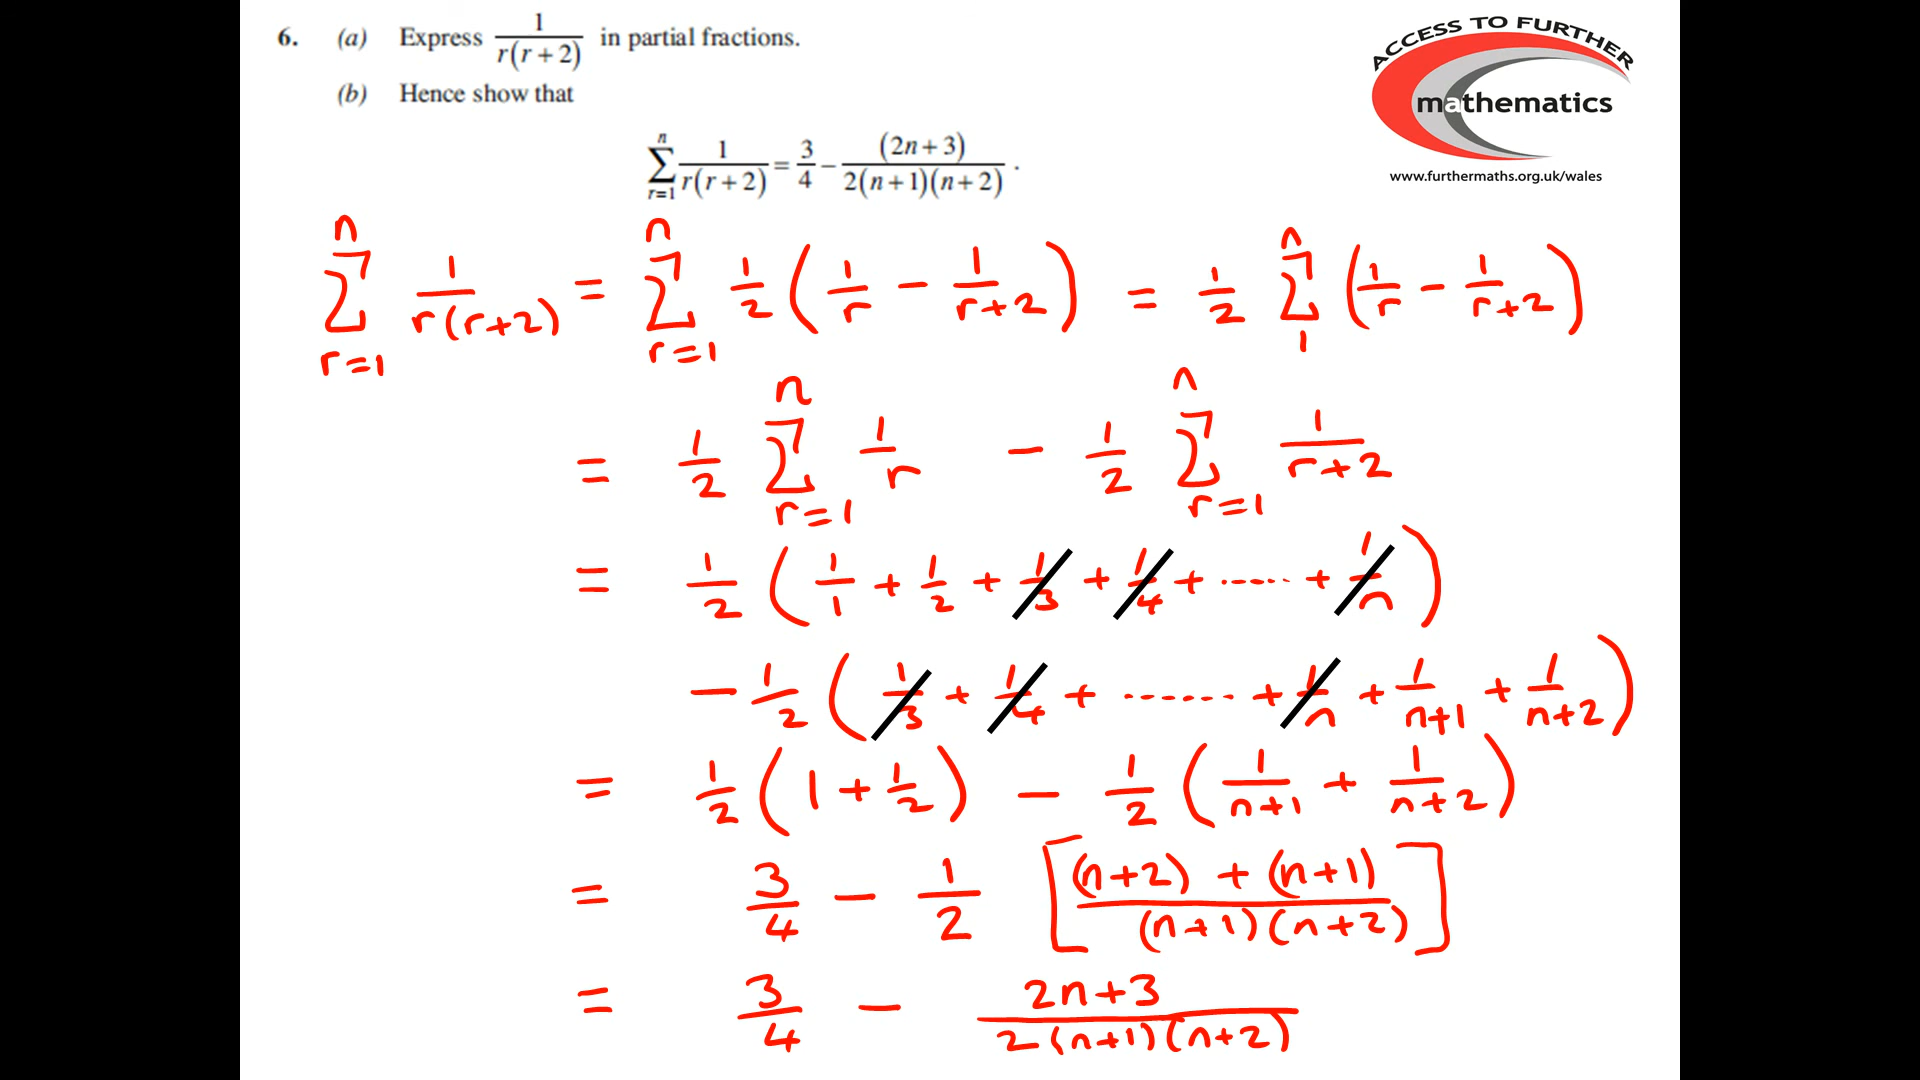 6. (a) Express 1/(r(r + 2)) in partial fractions.
(b) Hence show that
∑_{r=1}^{n} 1/(r(r + 2)) = 3/4 − (2n + 3)/(2(n + 1)(n + 2)) .
ACCESS TO FURTHER
mathematics
www.furthermaths.org.uk/wales
∑_{r=1}^{n} 1/(r(r+2)) = ∑_{r=1}^{n} 1/2 (1/r − 1/(r+2)) = 1/2 ∑_{1}^{n} (1/r − 1/(r+2))
= 1/2 ∑_{r=1}^{n} 1/r − 1/2 ∑_{r=1}^{n} 1/(r+2)
= 1/2 (1/1 + 1/2 + 1/3 + 1/4 + ...... + 1/n)
− 1/2 (1/3 + 1/4 + ........ + 1/n + 1/(n+1) + 1/(n+2))
= 1/2 (1 + 1/2) − 1/2 (1/(n+1) + 1/(n+2))
= 3/4 − 1/2 [((n+2) + (n+1))/((n+1)(n+2))]
= 3/4 − (2n+3)/(2(n+1)(n+2))